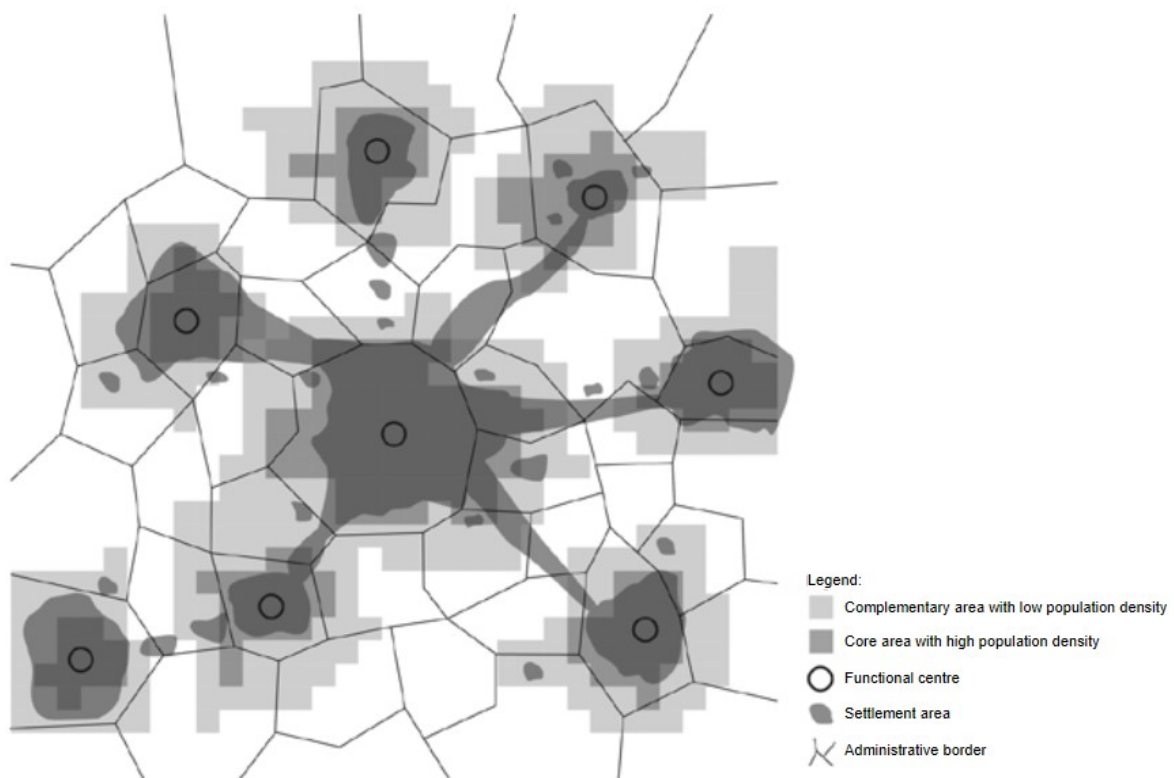 Legend:
Complementary area with low population density
Core area with high population density
Functional centre
Settlement area
Administrative border